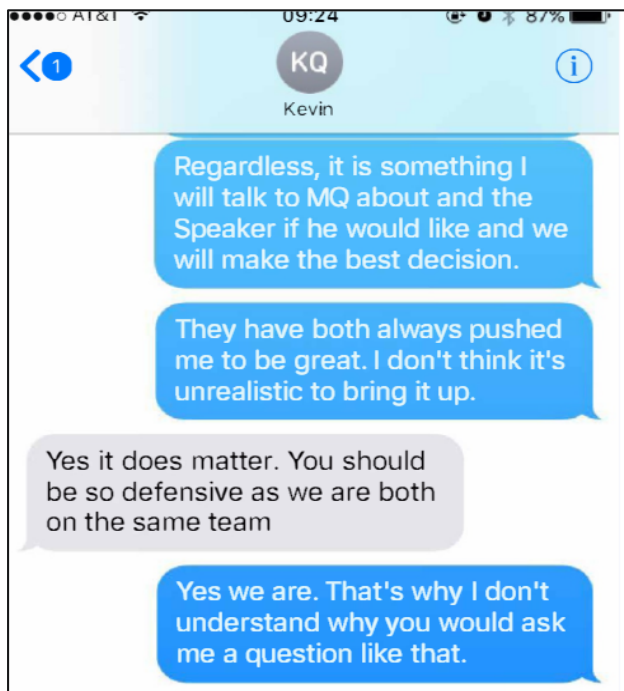 AT&T
09:24
87%
1
KQ
Kevin
Regardless, it is something I
will talk to MQ about and the
Speaker if he would like and we
will make the best decision.
They have both always pushed
me to be great. I don't think it's
unrealistic to bring it up.
Yes it does matter. You should
be so defensive as we are both
on the same team
Yes we are. That's why I don't
understand why you would ask
me a question like that.